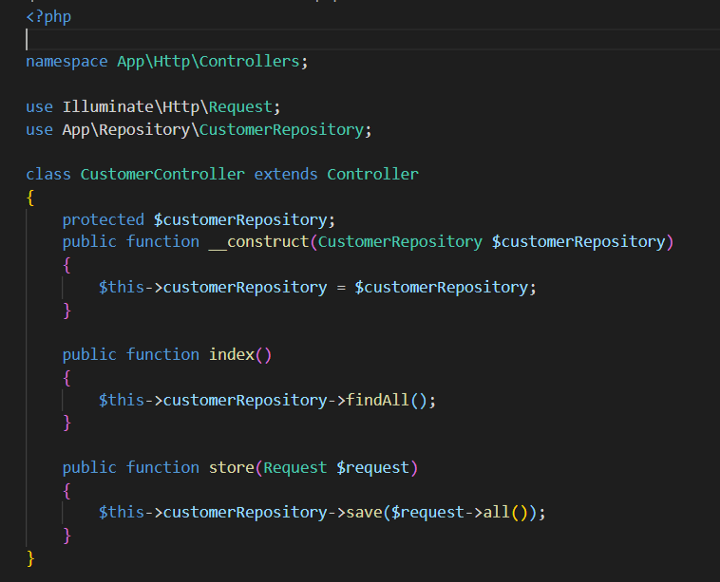 <?php
namespace App\Http\Controllers;
use Illuminate\Http\Request;
use App\Repository\CustomerRepository;
class CustomerController extends Controller
{
    protected $customerRepository;
    public function __construct(CustomerRepository $customerRepository)
    {
        $this->customerRepository = $customerRepository;
    }
    public function index()
    {
        $this->customerRepository->findAll();
    }
    public function store(Request $request)
    {
        $this->customerRepository->save($request->all());
    }
}